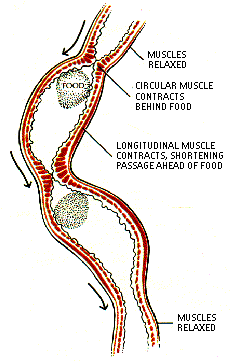 MUSCLES
RELAXED
FOOD
CIRCULAR MUSCLE
CONTRACTS
BEHIND FOOD
LONGITUDINAL MUSCLE
CONTRACTS, SHORTENING
PASSAGE AHEAD OF FOOD
MUSCLES
RELAXED